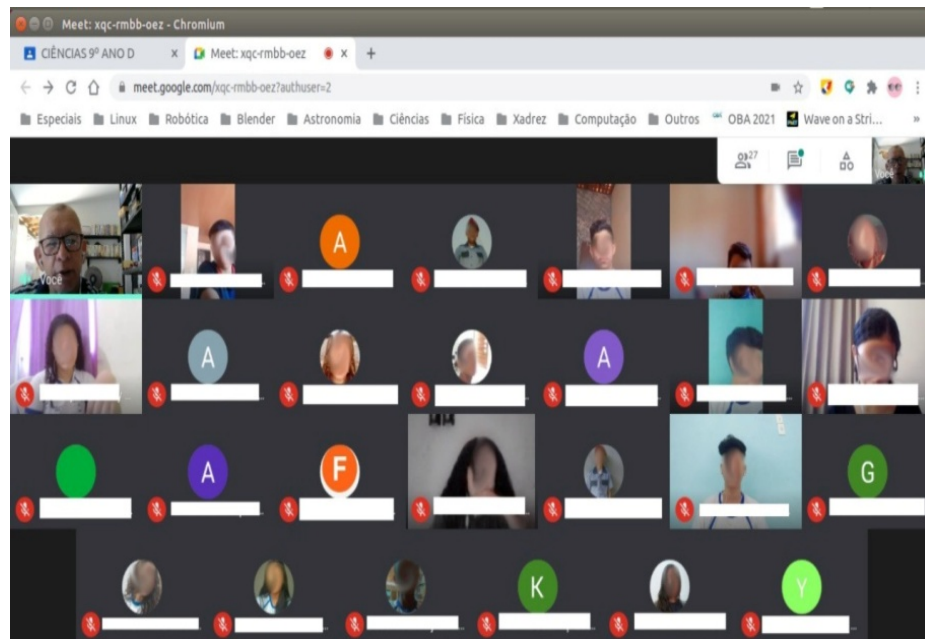 Meet: xqc-rmbb-oez - Chromium
CIÊNCIAS 9º ANO D
Meet: xqc-rmbb-oez
meet.google.com/xqc-rmbb-oez?authuser=2
Especiais Linux Robótica Blender Astronomia Ciências Física Xadrez Computação Outros OBA 2021 Wave on a Stri... »
27
Você
Você
A
A
A
A
F
G
K
Y